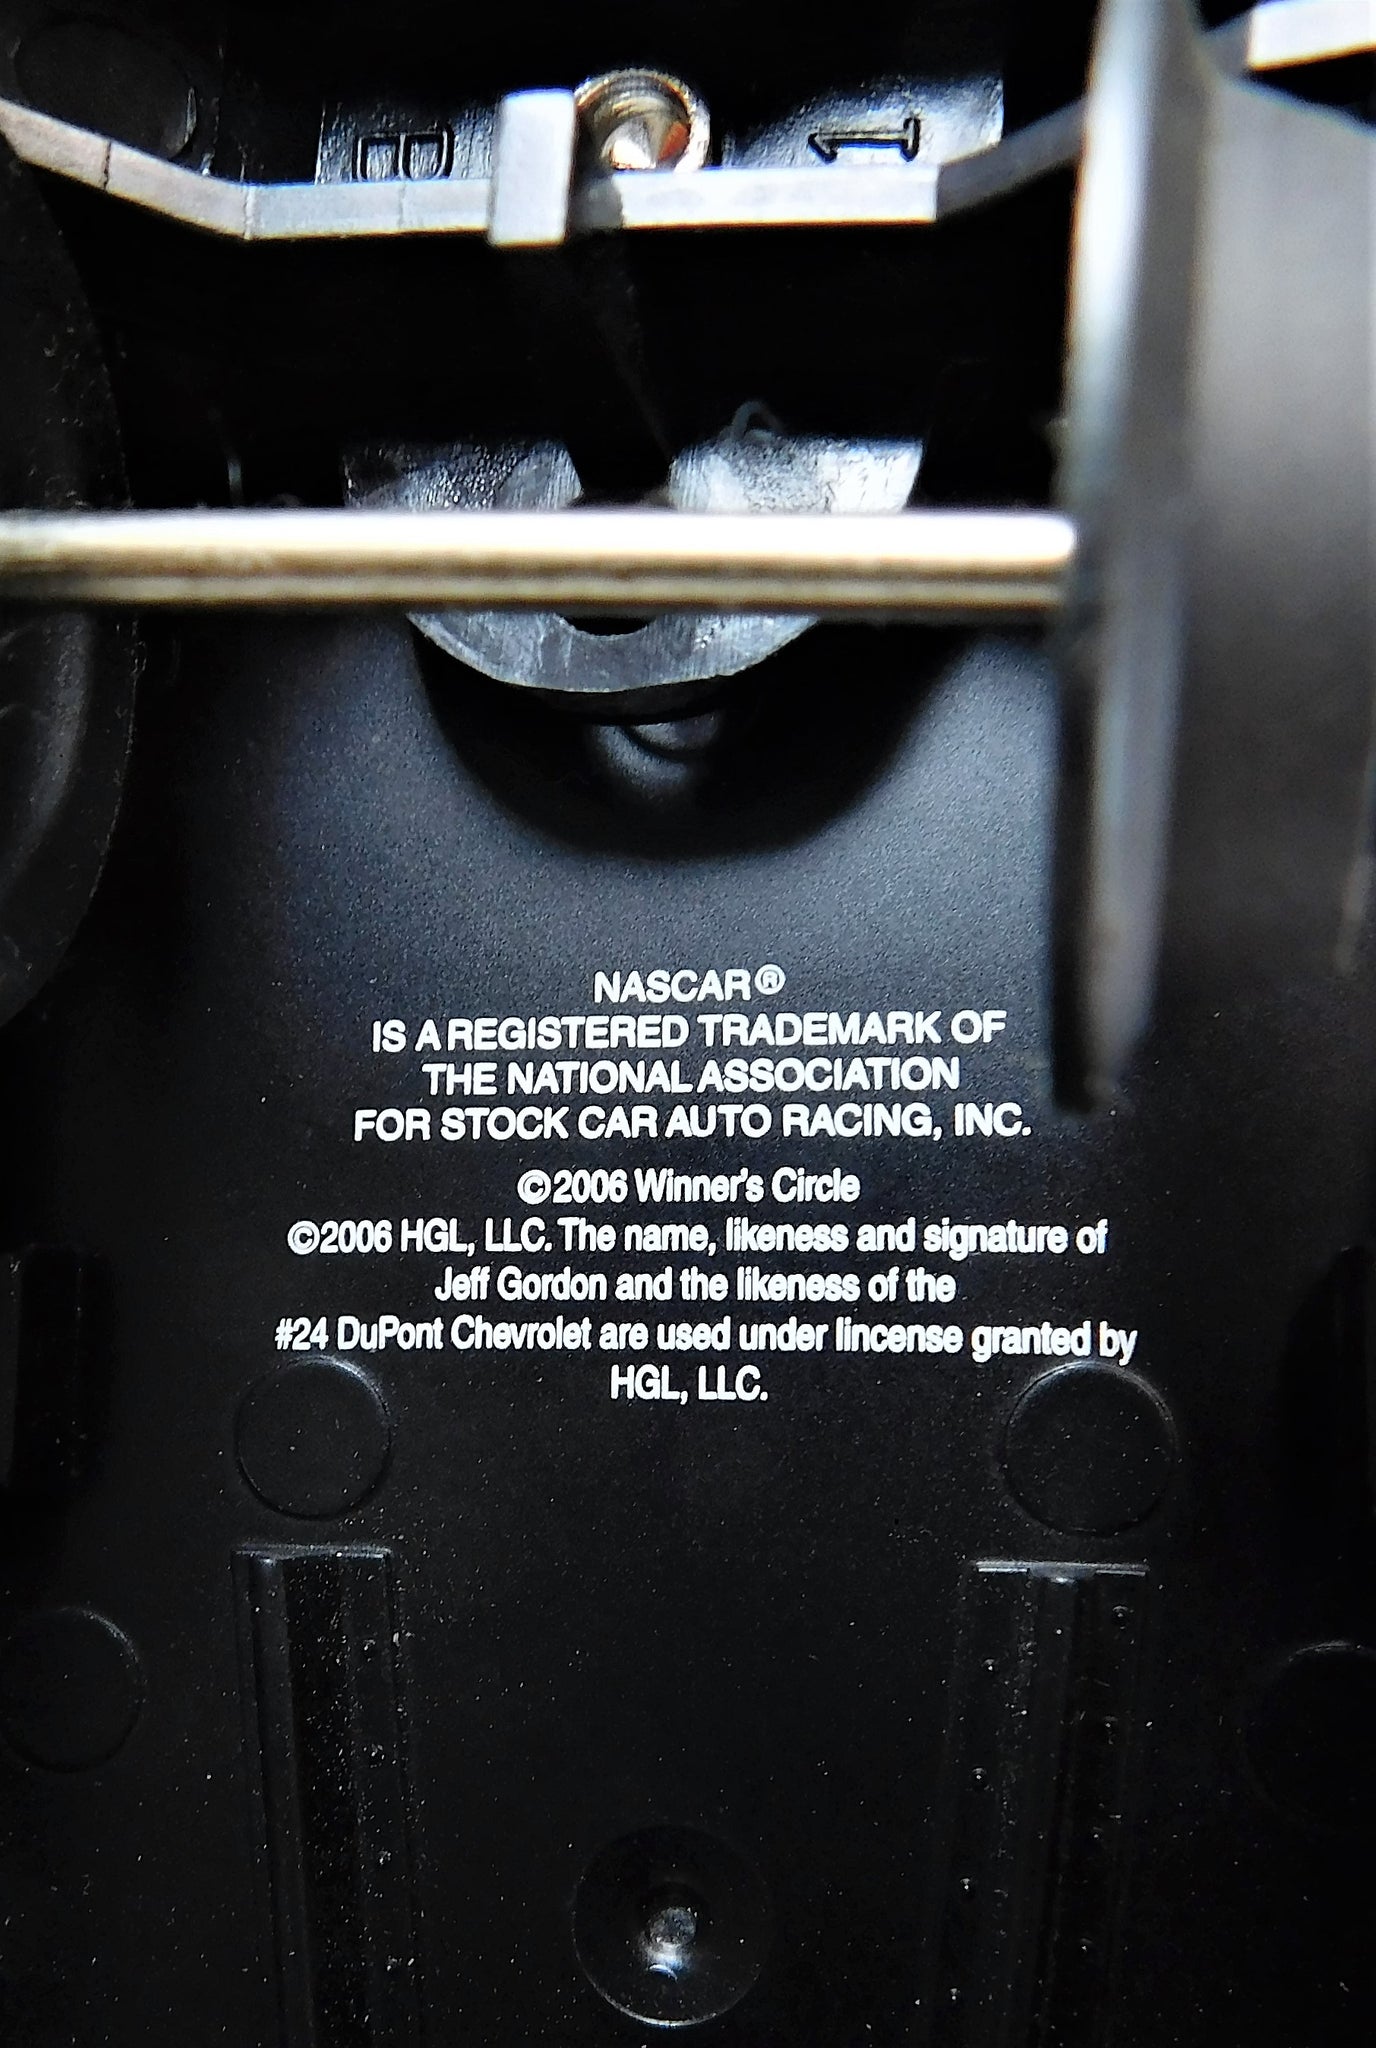 B 1
NASCAR®
IS A REGISTERED TRADEMARK OF
THE NATIONAL ASSOCIATION
FOR STOCK CAR AUTO RACING, INC.
©2006 Winner's Circle
©2006 HGL, LLC. The name, likeness and signature of
Jeff Gordon and the likeness of the
#24 DuPont Chevrolet are used under lincense granted by
HGL, LLC.